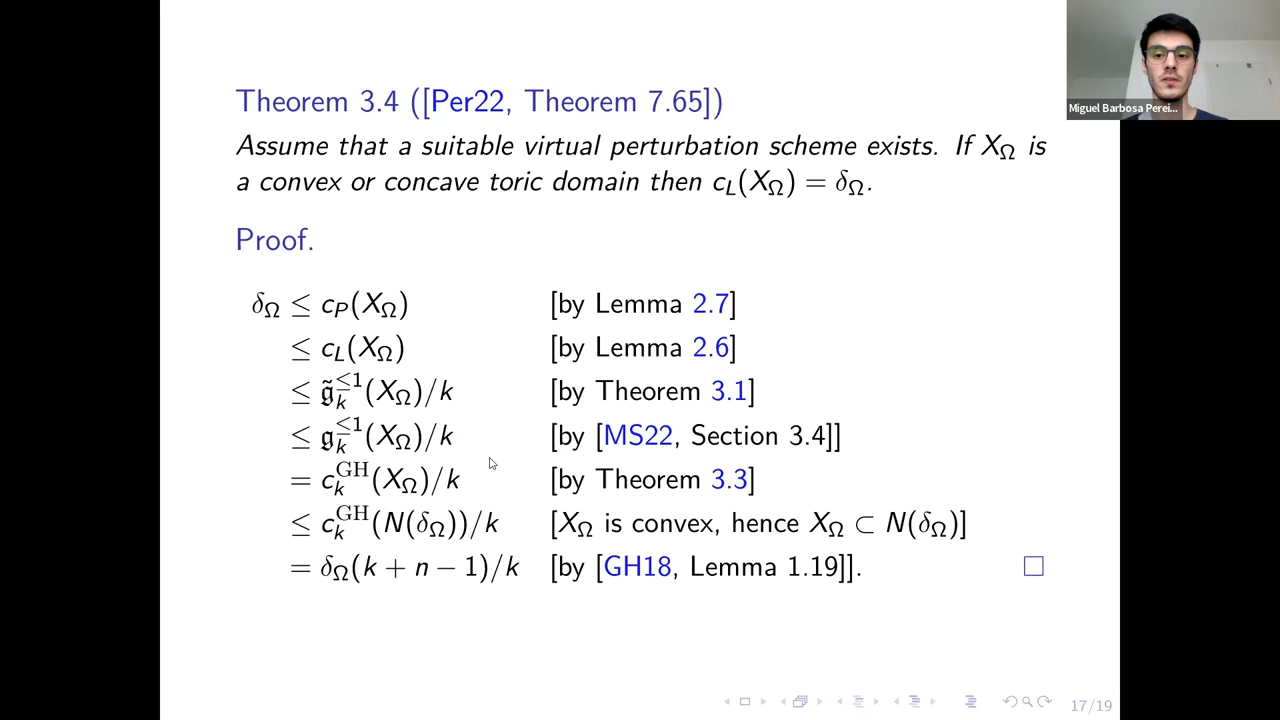 Theorem 3.4 ([Per22, Theorem 7.65])
Assume that a suitable virtual perturbation scheme exists. If X_Ω is
a convex or concave toric domain then c_L(X_Ω) = δ_Ω.
Proof.
δ_Ω ≤ c_P(X_Ω) [by Lemma 2.7]
≤ c_L(X_Ω) [by Lemma 2.6]
≤ 𝔤̃_k^{≤1}(X_Ω)/k [by Theorem 3.1]
≤ 𝔤_k^{≤1}(X_Ω)/k [by [MS22, Section 3.4]]
= c_k^{GH}(X_Ω)/k [by Theorem 3.3]
≤ c_k^{GH}(N(δ_Ω))/k [X_Ω is convex, hence X_Ω ⊂ N(δ_Ω)]
= δ_Ω(k + n − 1)/k [by [GH18, Lemma 1.19]]. □
17/19
Miguel Barbosa Perei...